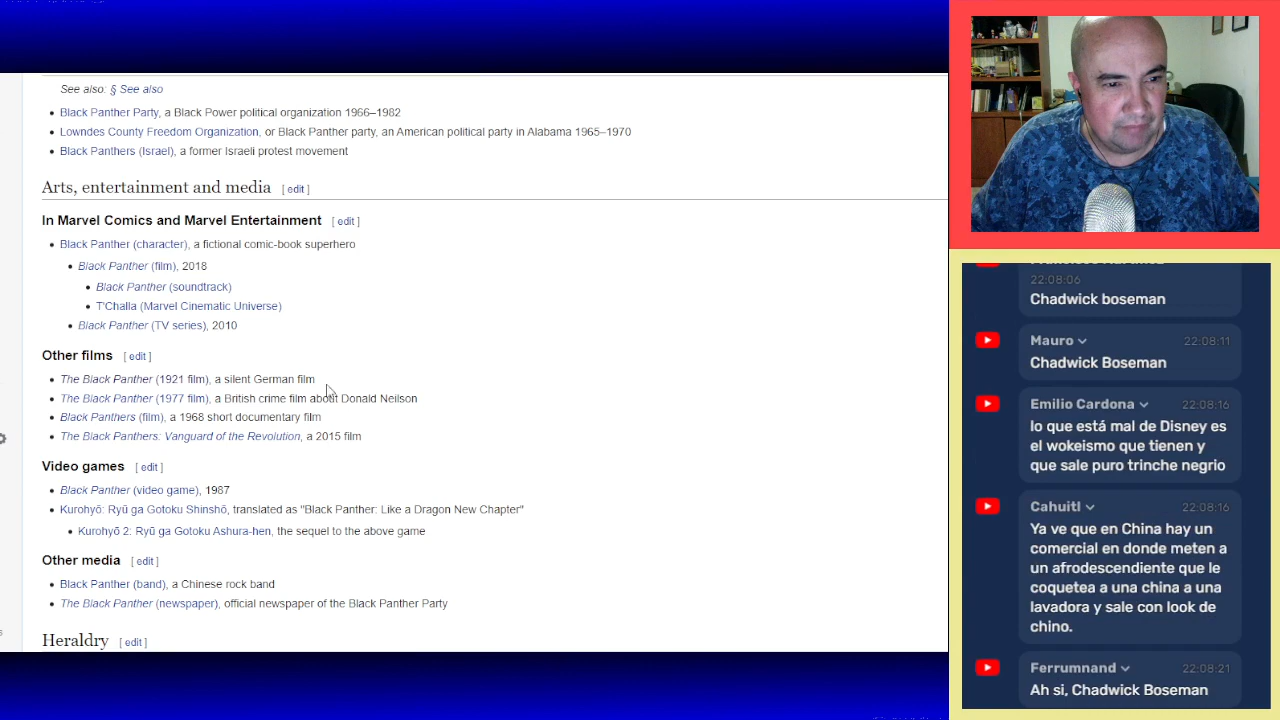 See also: § See also
• Black Panther Party, a Black Power political organization 1966–1982
• Lowndes County Freedom Organization, or Black Panther party, an American political party in Alabama 1965–1970
• Black Panthers (Israel), a former Israeli protest movement
Arts, entertainment and media [ edit ]
In Marvel Comics and Marvel Entertainment [ edit ]
• Black Panther (character), a fictional comic-book superhero
• Black Panther (film), 2018
• Black Panther (soundtrack)
• T'Challa (Marvel Cinematic Universe)
• Black Panther (TV series), 2010
Other films [ edit ]
• The Black Panther (1921 film), a silent German film
• The Black Panther (1977 film), a British crime film about Donald Neilson
• Black Panthers (film), a 1968 short documentary film
• The Black Panthers: Vanguard of the Revolution, a 2015 film
Video games [ edit ]
• Black Panther (video game), 1987
• Kurohyō: Ryū ga Gotoku Shinshō, translated as "Black Panther: Like a Dragon New Chapter"
• Kurohyō 2: Ryū ga Gotoku Ashura-hen, the sequel to the above game
Other media [ edit ]
• Black Panther (band), a Chinese rock band
• The Black Panther (newspaper), official newspaper of the Black Panther Party
Heraldry [ edit ]
22:08:06
Chadwick boseman
Mauro 22:08:11
Chadwick Boseman
Emilio Cardona 22:08:16
lo que está mal de Disney es
el wokeismo que tienen y
que sale puro trinche negrio
Cahuitl 22:08:16
Ya ve que en China hay un
comercial en donde meten a
un afrodescendiente que le
coquetea a una china a una
lavadora y sale con look de
chino.
Ferrumnand 22:08:21
Ah si, Chadwick Boseman